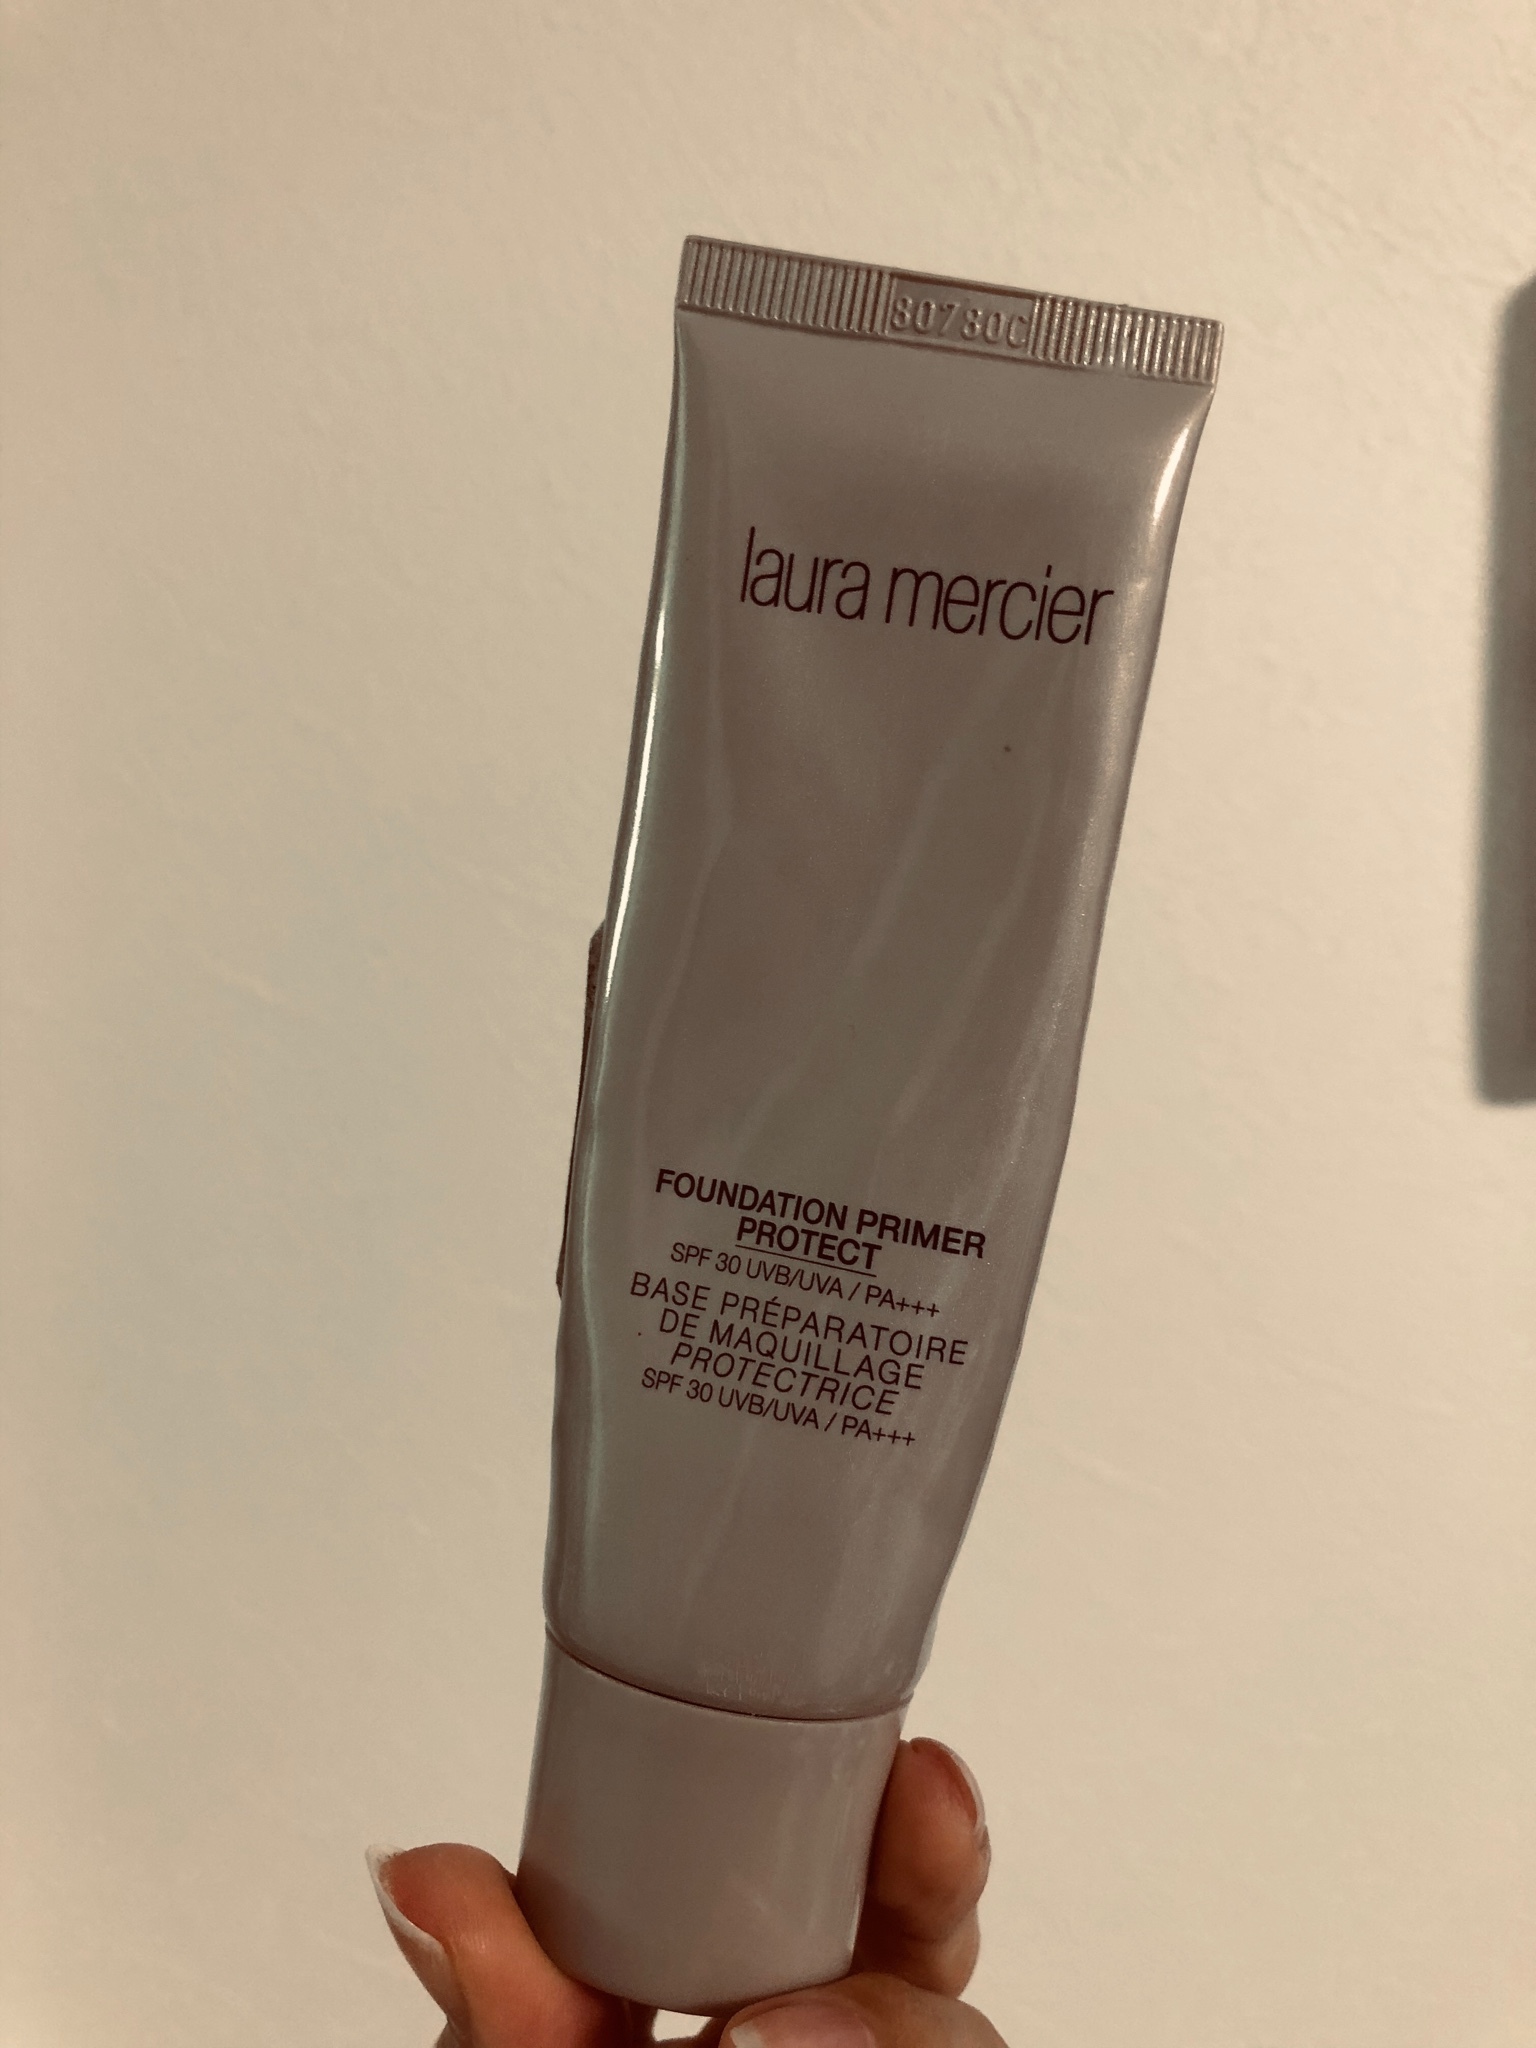 80780C
laura mercier
FOUNDATION PRIMER
PROTECT
SPF 30 UVB/UVA / PA+++
BASE PRÉPARATOIRE
DE MAQUILLAGE
PROTECTRICE
SPF 30 UVB/UVA / PA+++